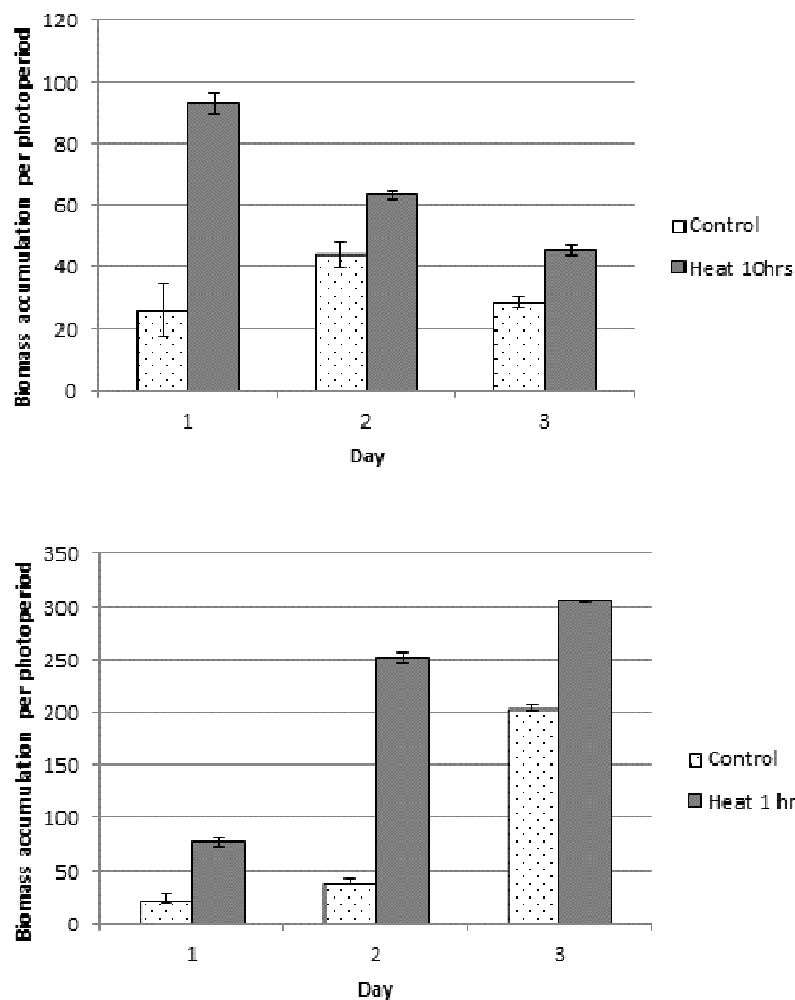 Biomass accumulation per photoperiod
120
100
80
60
40
20
0
1 2 3
Day
Control
Heat 10hrs
Biomass accumulation per photoperiod
350
300
250
200
150
100
50
0
1 2 3
Day
Control
Heat 1 hr